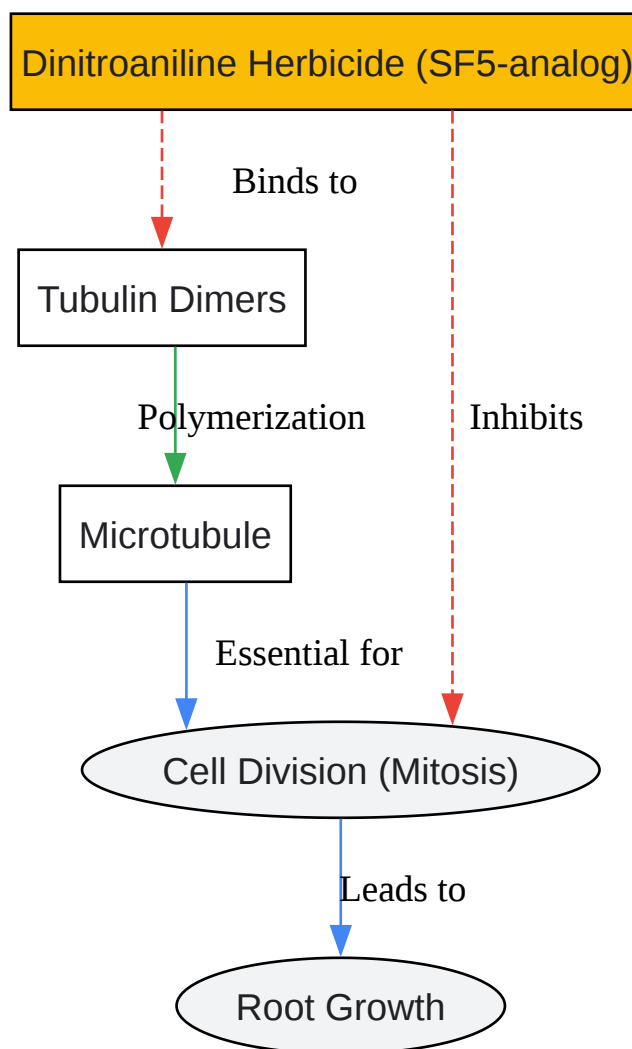 Dinitroaniline Herbicide (SF5-analog)
Binds to
Tubulin Dimers
Polymerization
Inhibits
Microtubule
Essential for
Cell Division (Mitosis)
Leads to
Root Growth